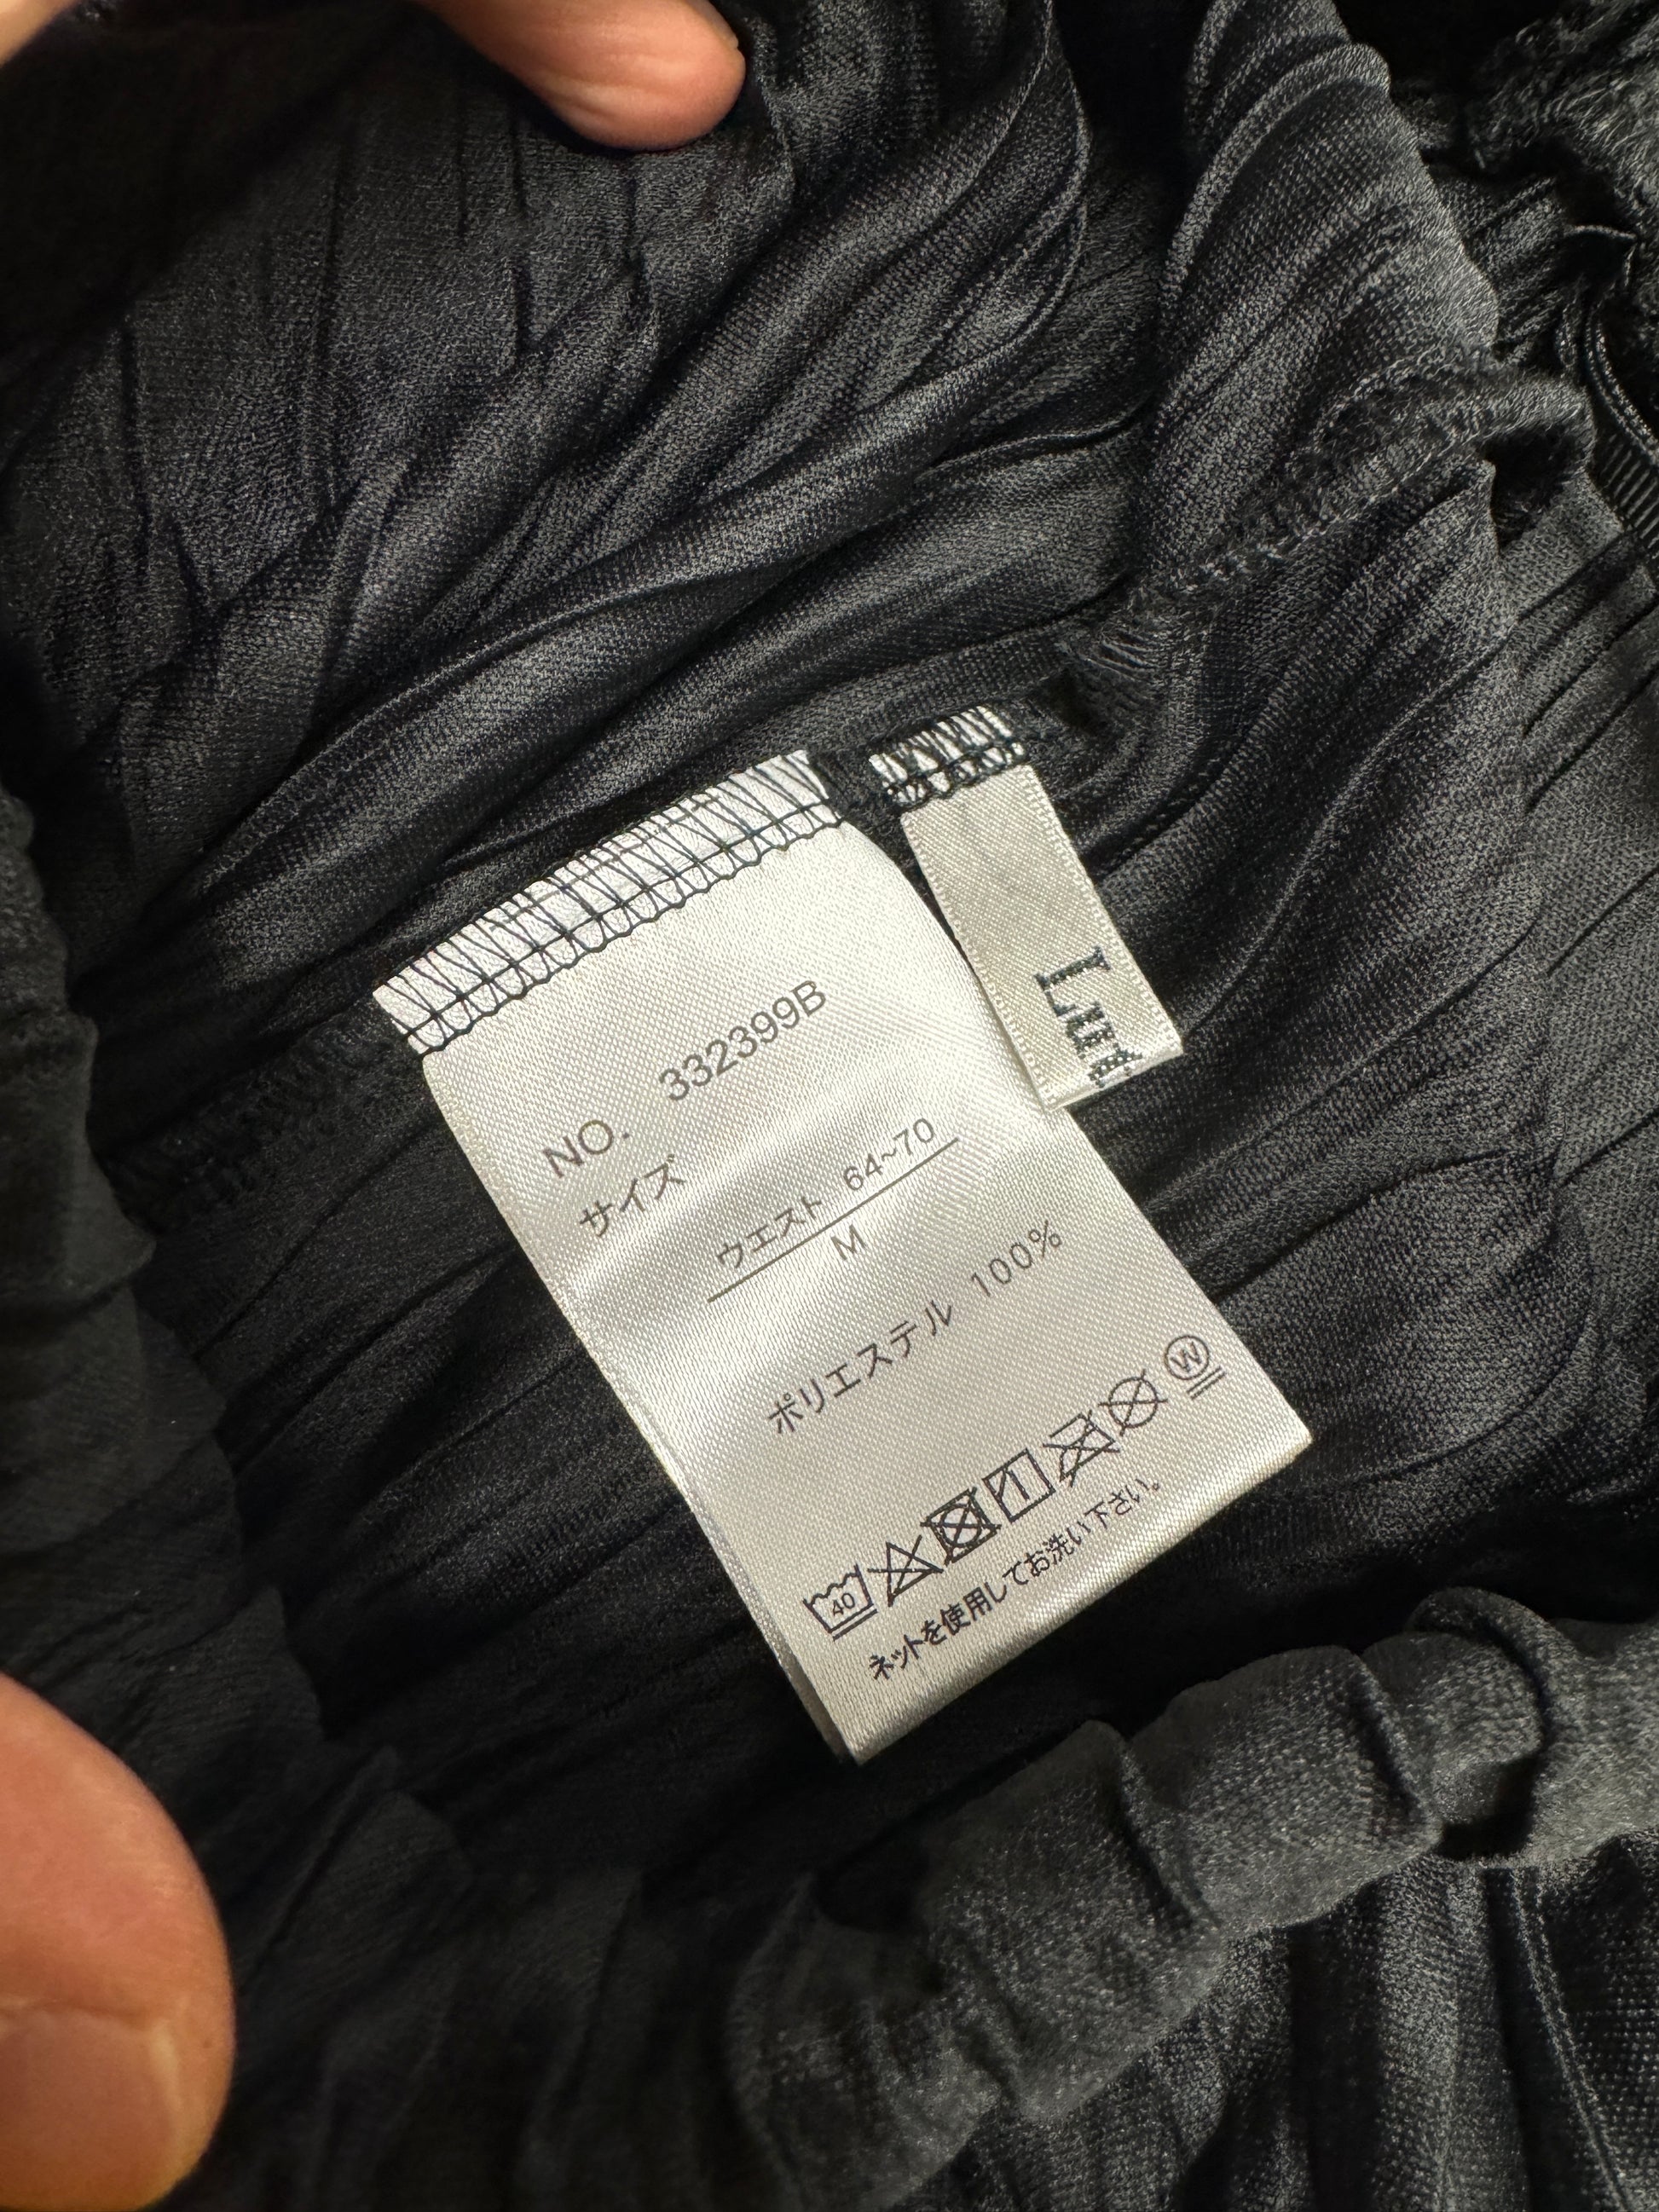 NO. 332399B
サイズ
ウエスト 64~70
M
ポリエステル 100%
40
W
ネットを使用してお洗い下さい。